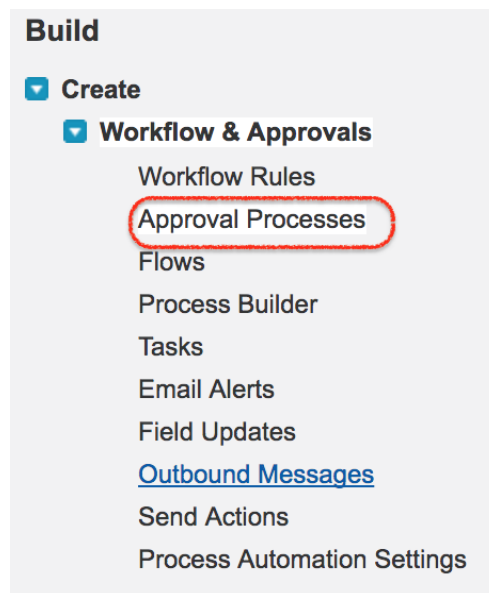 Build
Create
Workflow & Approvals
Workflow Rules
Approval Processes
Flows
Process Builder
Tasks
Email Alerts
Field Updates
Outbound Messages
Send Actions
Process Automation Settings